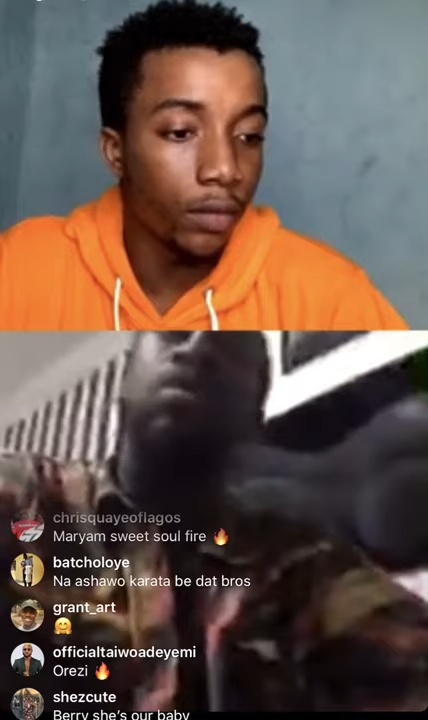 chrisquayeoflagos
Maryam sweet soul fire 🔥
batcholoye
Na ashawo karata be dat bros
grant_art
🤗
officialtaiwoadeyemi
Orezi 🔥
shezcute
Berry she's our baby